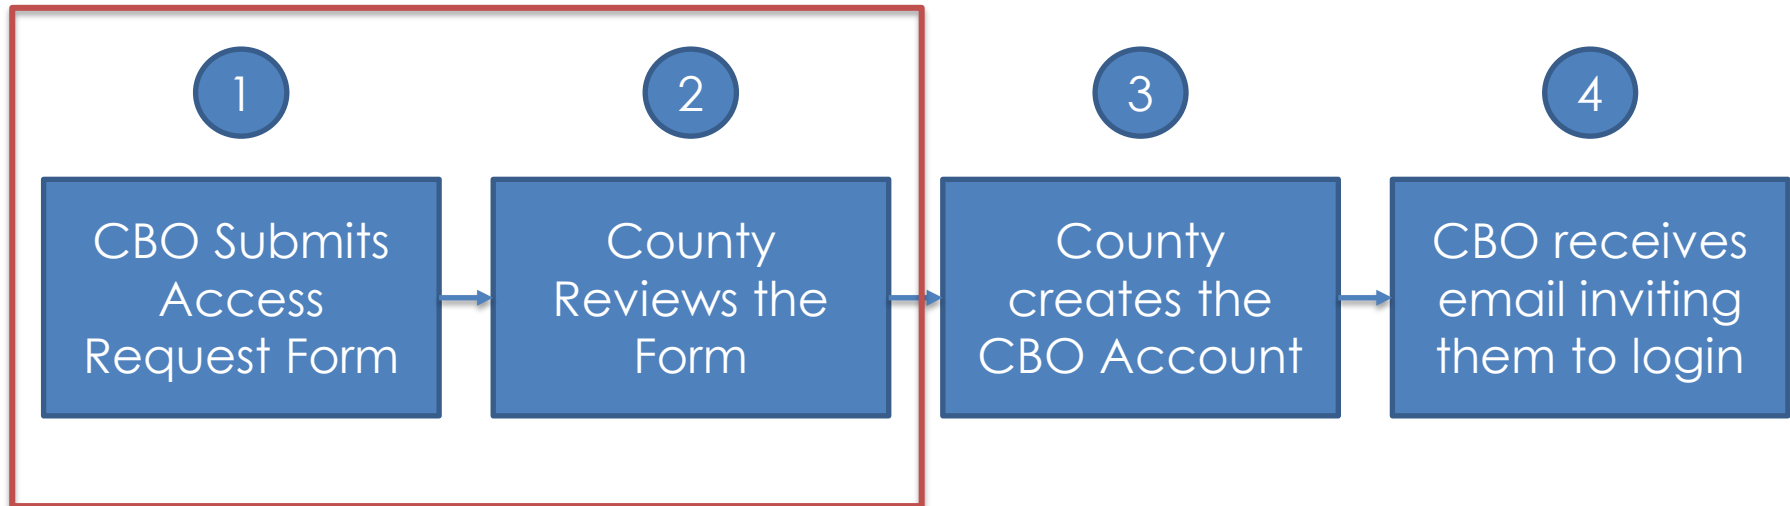 1
CBO Submits
Access
Request Form
2
County
Reviews the
Form
3
County
creates the
CBO Account
4
CBO receives
email inviting
them to login